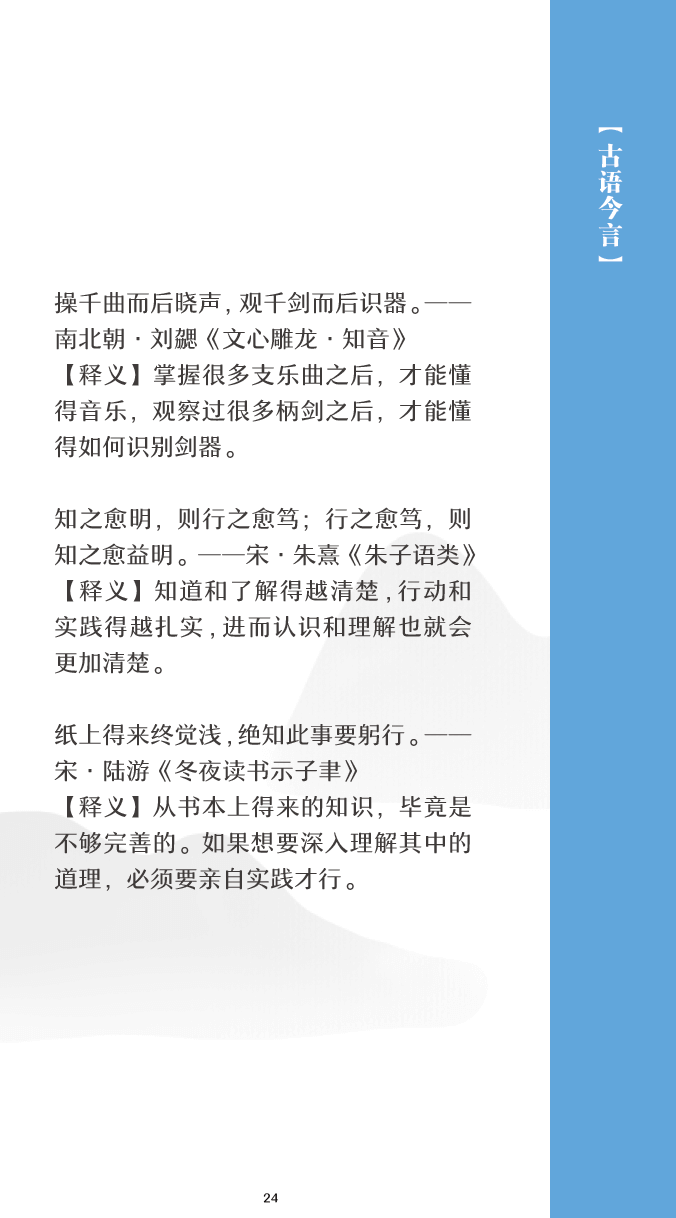 【古语今言】
操千曲而后晓声，观千剑而后识器。——
南北朝·刘勰《文心雕龙·知音》
【释义】掌握很多支乐曲之后，才能懂
得音乐，观察过很多柄剑之后，才能懂
得如何识别剑器。
知之愈明，则行之愈笃；行之愈笃，则
知之愈益明。——宋·朱熹《朱子语类》
【释义】知道和了解得越清楚，行动和
实践得越扎实，进而认识和理解也就会
更加清楚。
纸上得来终觉浅，绝知此事要躬行。——
宋·陆游《冬夜读书示子聿》
【释义】从书本上得来的知识，毕竟是
不够完善的。如果想要深入理解其中的
道理，必须要亲自实践才行。
24